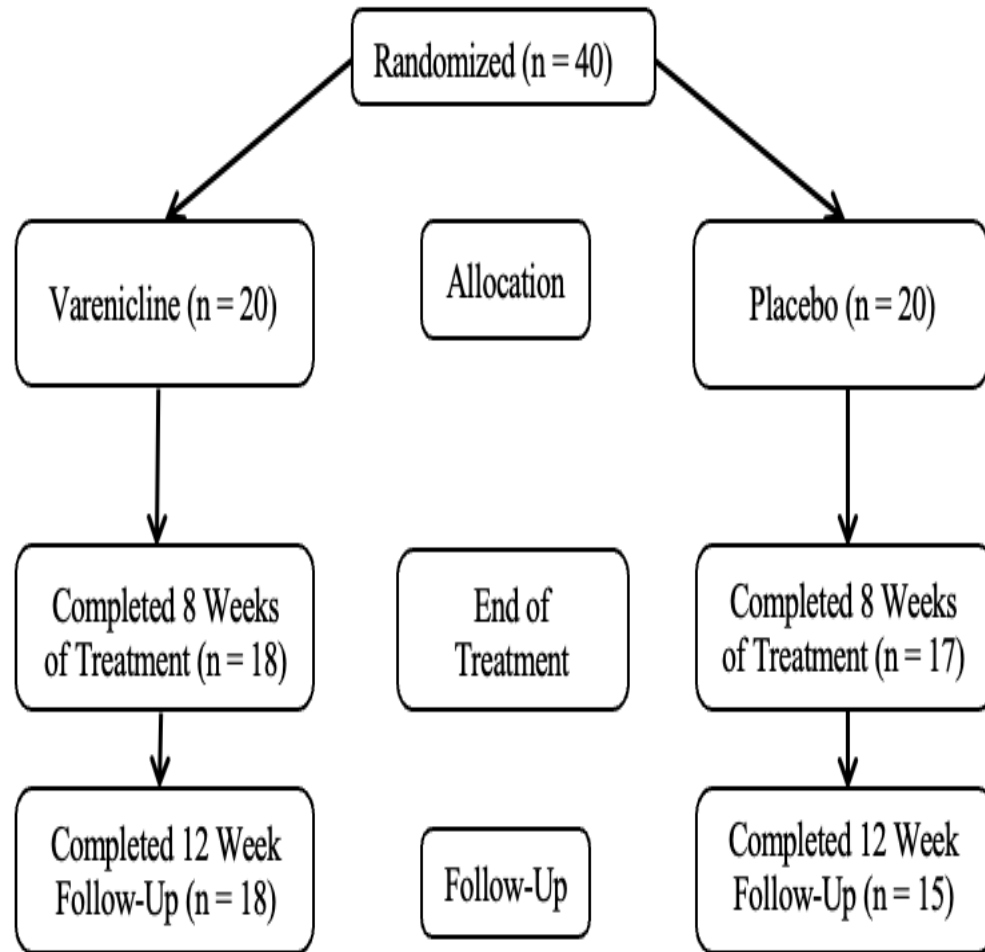 Randomized (n = 40)
Varenicline (n = 20)
Allocation
Placebo (n = 20)
Completed 8 Weeks
of Treatment (n = 18)
End of
Treatment
Completed 8 Weeks
of Treatment (n = 17)
Completed 12 Week
Follow-Up (n = 18)
Follow-Up
Completed 12 Week
Follow-Up (n = 15)